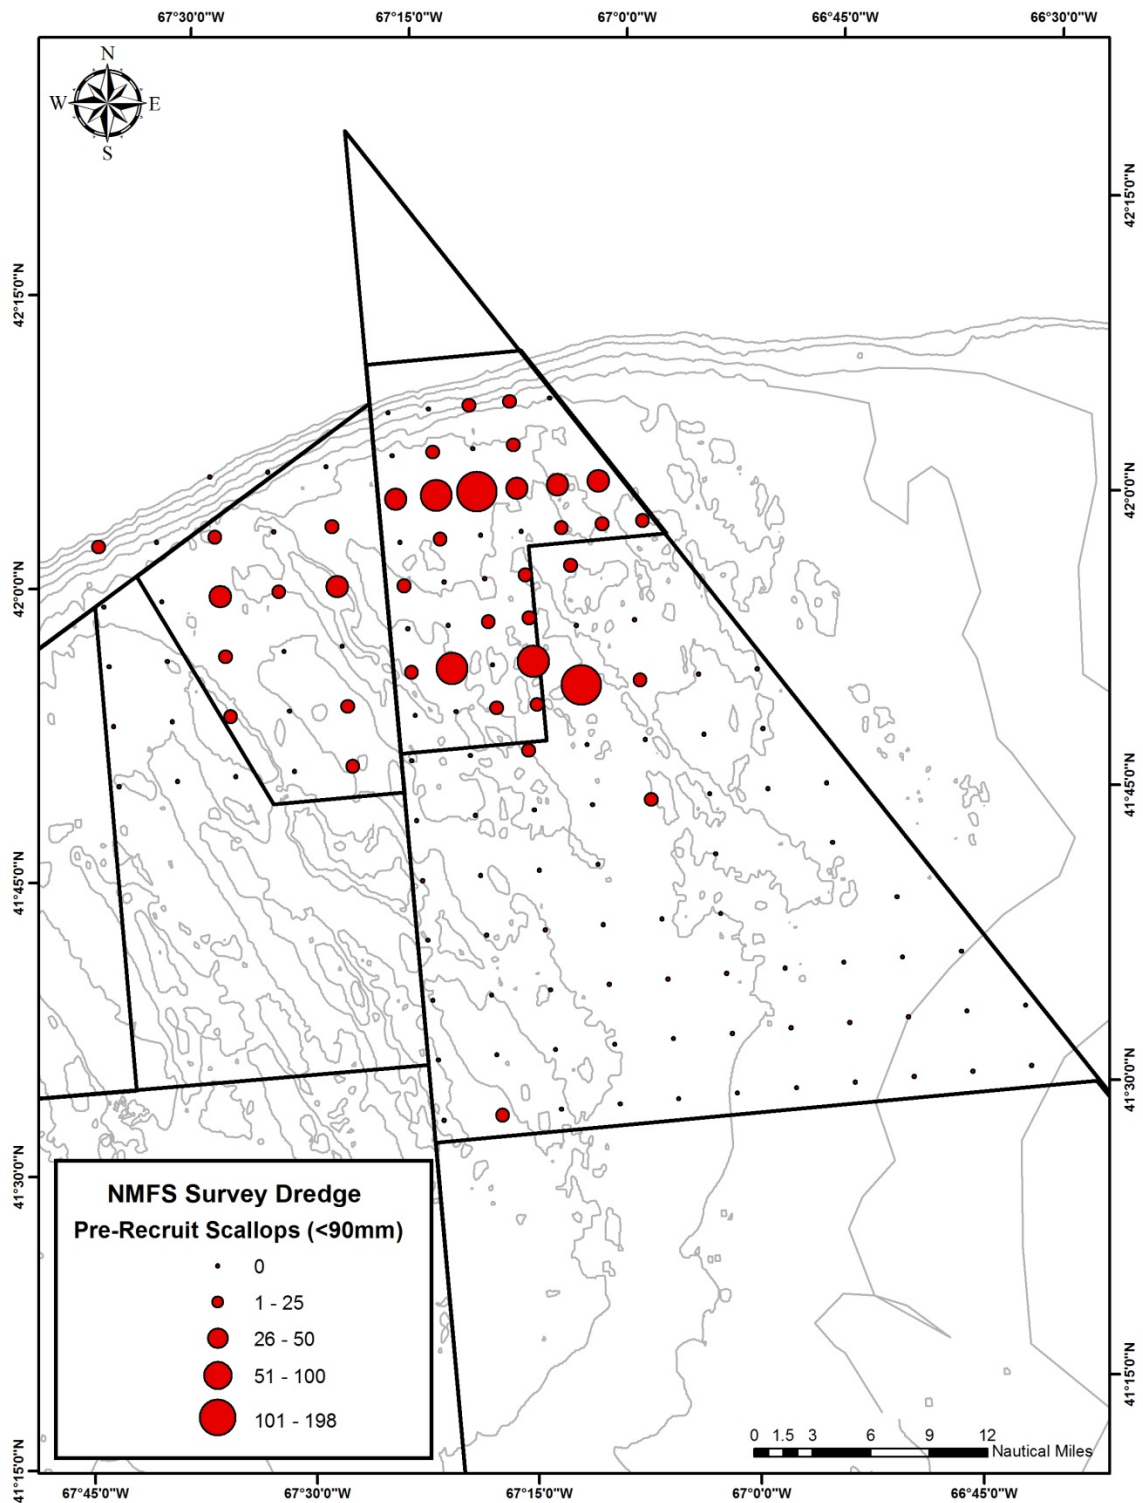 67°30'0"W 67°15'0"W 67°0'0"W 66°45'0"W 66°30'0"W
N
W E
S
42°15'0"N
42°15'0"N
42°0'0"N
42°0'0"N
41°45'0"N
41°45'0"N
41°30'0"N
41°30'0"N
41°15'0"N
41°15'0"N
NMFS Survey Dredge
Pre-Recruit Scallops (<90mm)
0
1 - 25
26 - 50
51 - 100
101 - 198
0 1.5 3 6 9 12
Nautical Miles
67°45'0"W 67°30'0"W 67°15'0"W 67°0'0"W 66°45'0"W